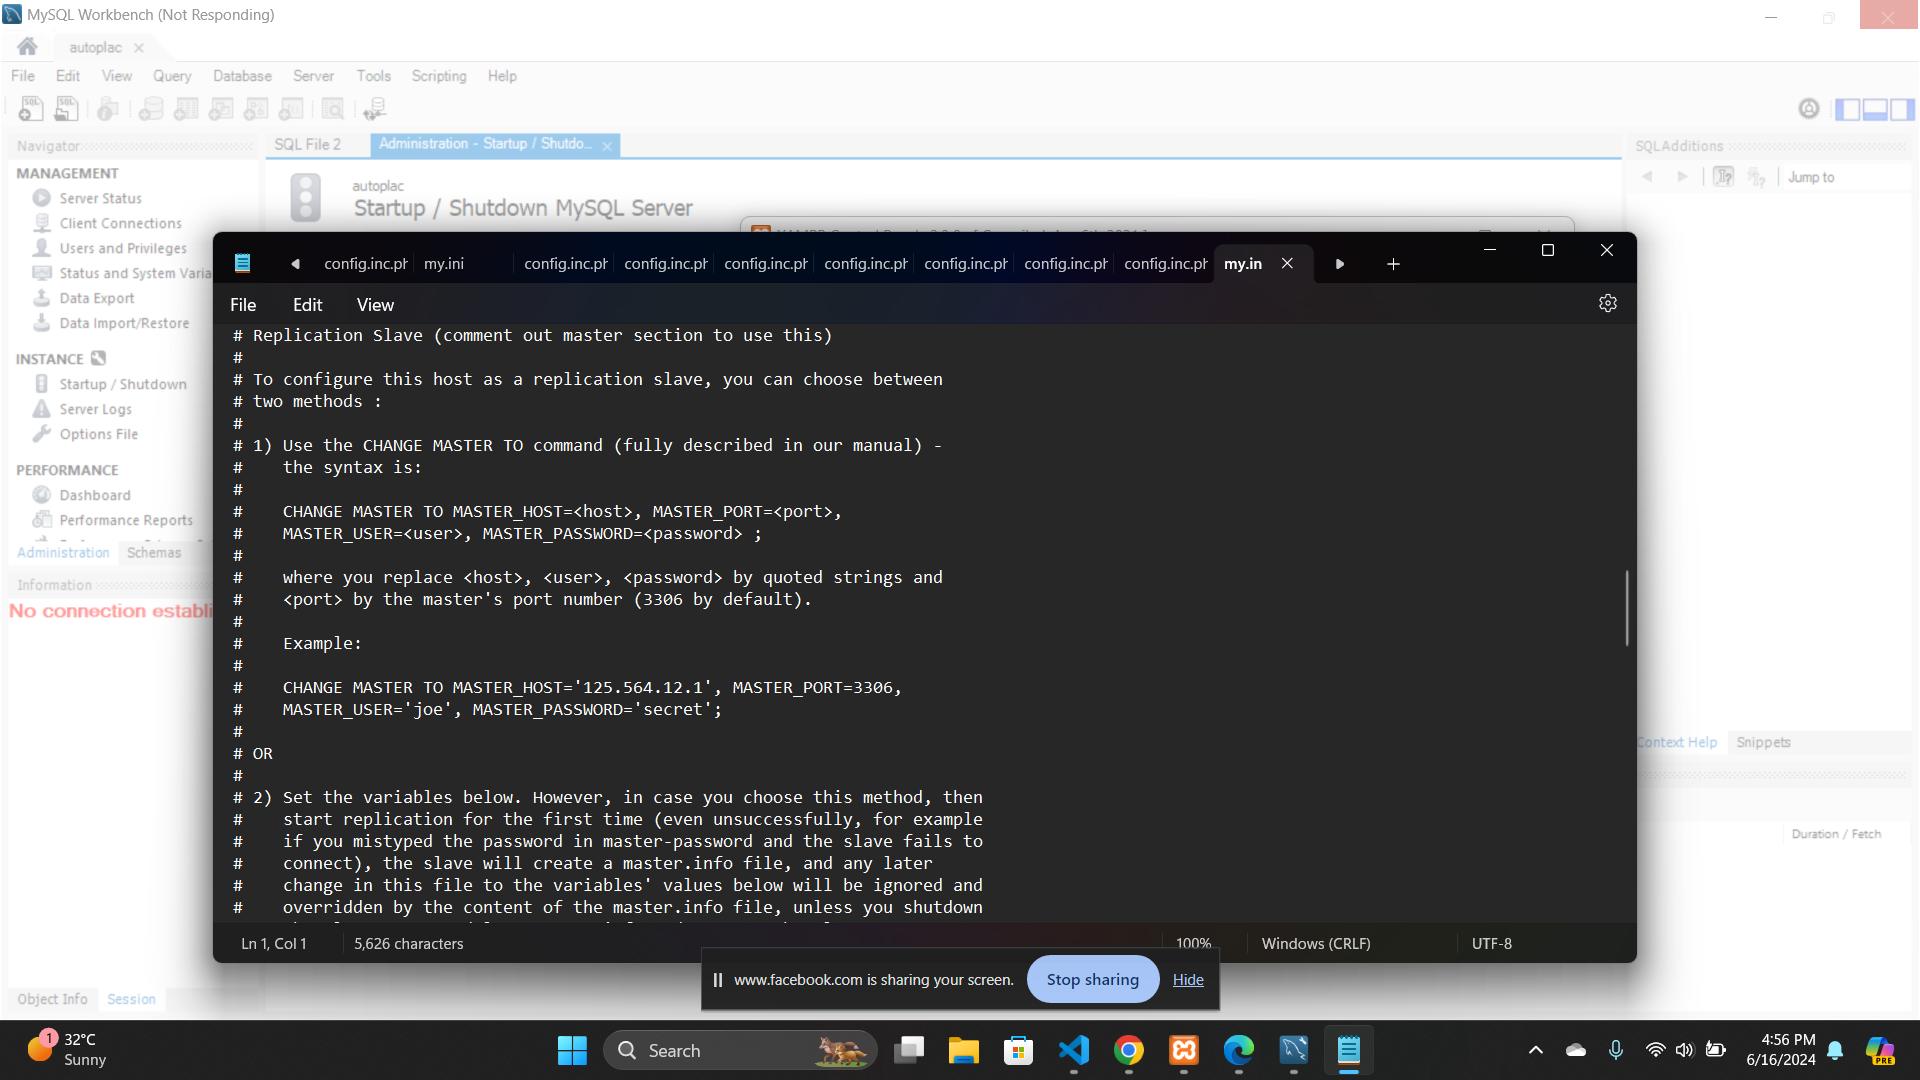 MySQL Workbench (Not Responding)
autoplac
File Edit View Query Database Server Tools Scripting Help
Navigator
SQL File 2
Administration - Startup / Shutdo...
SQLAdditions
MANAGEMENT
Server Status
Client Connections
Users and Privileges
Status and System Varia
Data Export
Data Import/Restore
INSTANCE
Startup / Shutdown
Server Logs
Options File
PERFORMANCE
Dashboard
Performance Reports
Administration Schemas
Information
No connection establi
Object Info Session
autoplac
Startup / Shutdown MySQL Server
Jump to
Context Help Snippets
Duration / Fetch
config.inc.ph my.ini config.inc.ph config.inc.ph config.inc.ph config.inc.ph config.inc.ph config.inc.ph config.inc.ph my.in
File Edit View
# Replication Slave (comment out master section to use this)
#
# To configure this host as a replication slave, you can choose between
# two methods :
#
# 1) Use the CHANGE MASTER TO command (fully described in our manual) -
#    the syntax is:
#
#    CHANGE MASTER TO MASTER_HOST=<host>, MASTER_PORT=<port>,
#    MASTER_USER=<user>, MASTER_PASSWORD=<password> ;
#
#    where you replace <host>, <user>, <password> by quoted strings and
#    <port> by the master's port number (3306 by default).
#
#    Example:
#
#    CHANGE MASTER TO MASTER_HOST='125.564.12.1', MASTER_PORT=3306,
#    MASTER_USER='joe', MASTER_PASSWORD='secret';
#
# OR
#
# 2) Set the variables below. However, in case you choose this method, then
#    start replication for the first time (even unsuccessfully, for example
#    if you mistyped the password in master-password and the slave fails to
#    connect), the slave will create a master.info file, and any later
#    change in this file to the variables' values below will be ignored and
#    overridden by the content of the master.info file, unless you shutdown
Ln 1, Col 1 5,626 characters 100% Windows (CRLF) UTF-8
www.facebook.com is sharing your screen. Stop sharing Hide
1 32°C
Sunny
Search
4:56 PM
6/16/2024
PRE